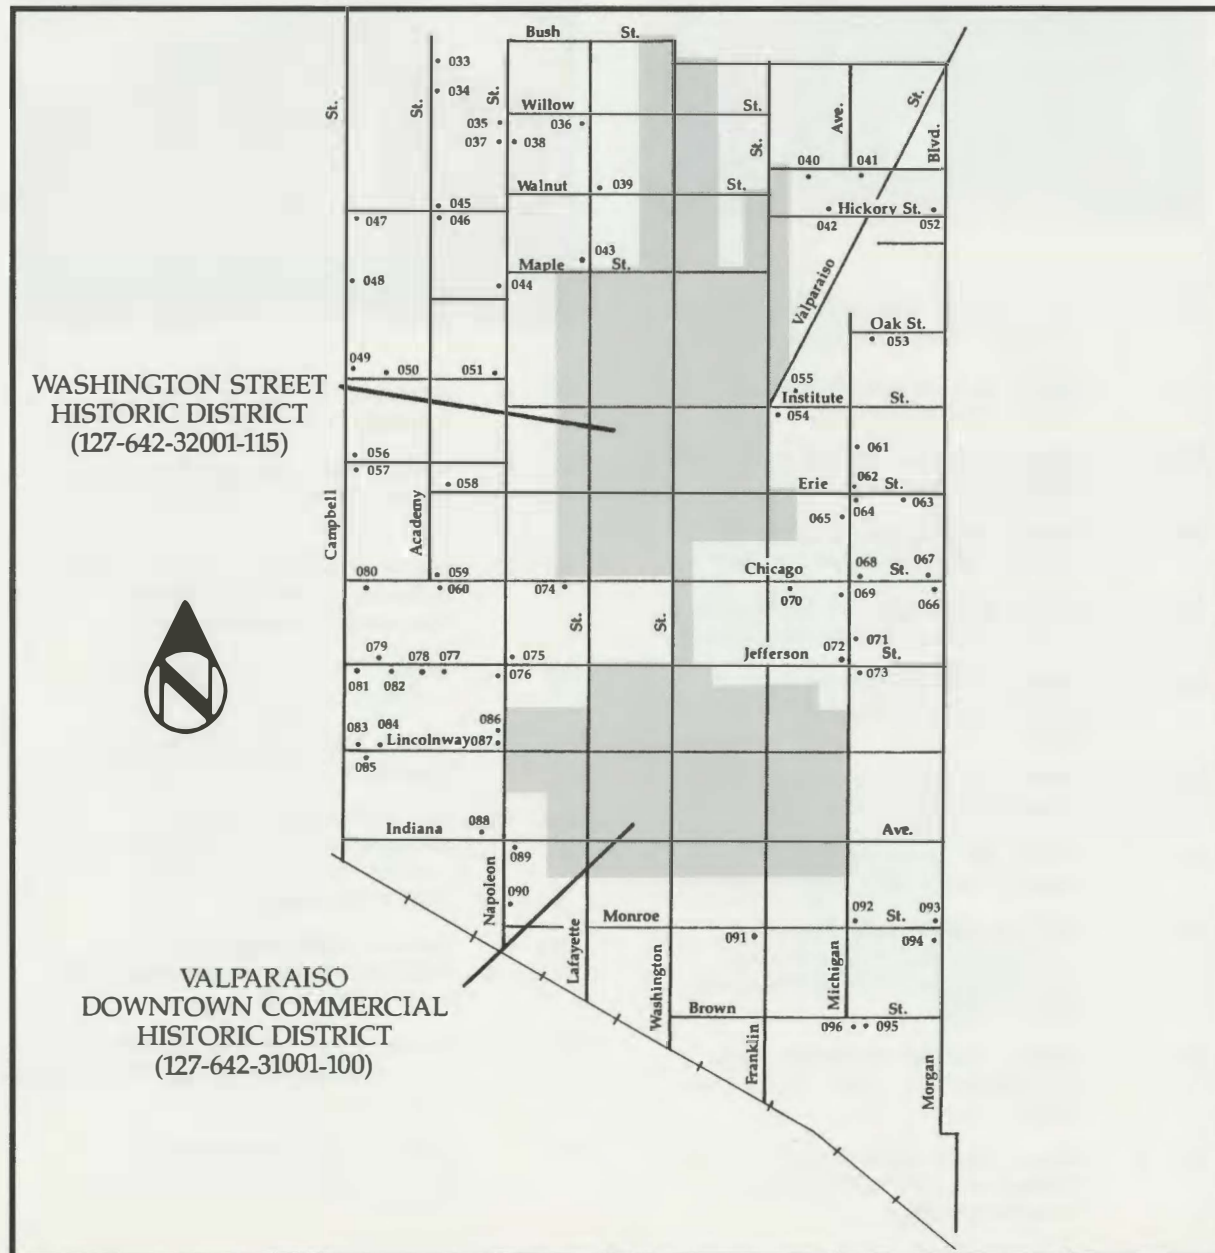 Bush St.
033
034
St.
St.
St.
Willow St.
035
036
037
038
Ave.
St.
Blvd.
St.
040
041
Walnut St.
039
045
046
047
Hickory St.
042
052
043
Maple St.
044
048
Valparaiso
Oak St.
053
049
050
051
055
Institute St.
054
WASHINGTON STREET
HISTORIC DISTRICT
(127-642-32001-115)
056
057
058
061
062
Erie St.
063
064
065
Campbell
Academy
Chicago St.
067
068
059
060
080
074
070
069
066
St.
St.
079
078
077
075
071
072
Jefferson St.
073
081
082
076
083
084
086
Lincolnway
087
085
N
Indiana Ave.
088
089
090
Napoleon
Lafayette
Washington
Franklin
Michigan
Morgan
Monroe St.
092
093
091
094
VALPARAISO
DOWNTOWN COMMERCIAL
HISTORIC DISTRICT
(127-642-31001-100)
Brown St.
096
095